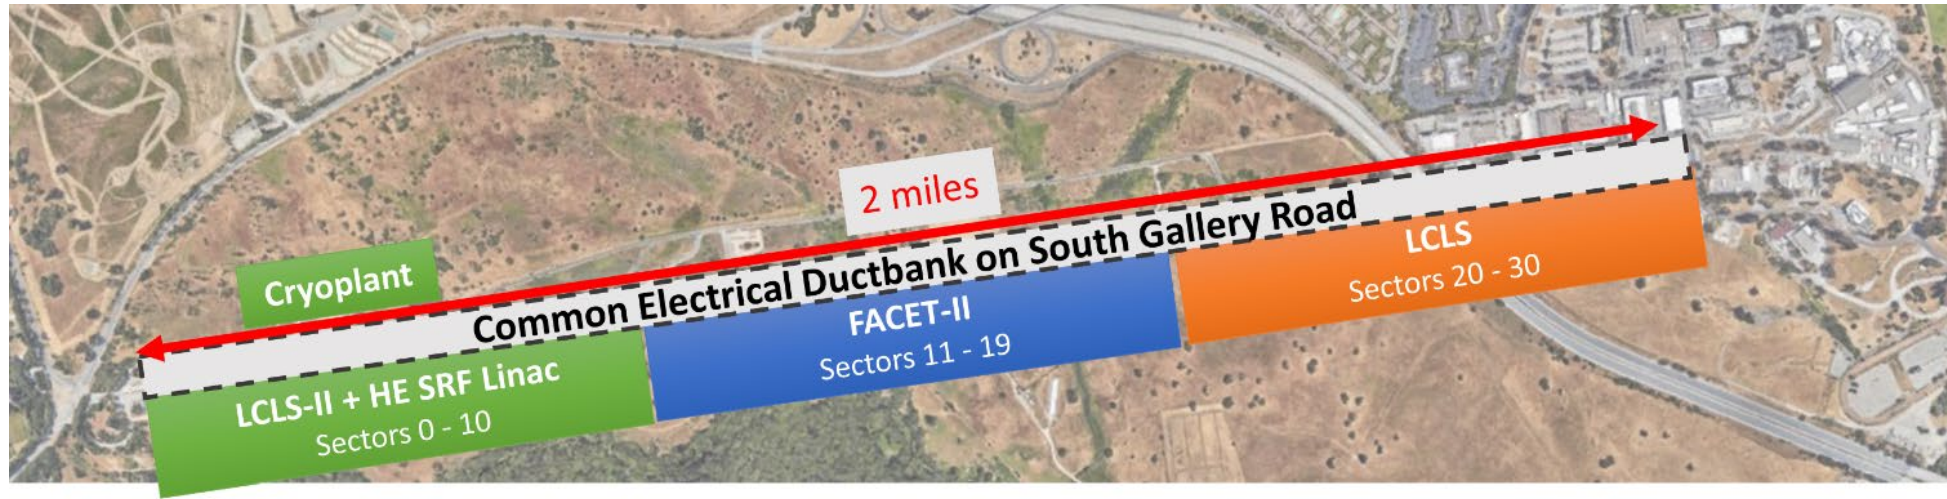 2 miles
Cryoplant
Common Electrical Ductbank on South Gallery Road
LCLS-II + HE SRF Linac
Sectors 0 - 10
FACET-II
Sectors 11 - 19
LCLS
Sectors 20 - 30